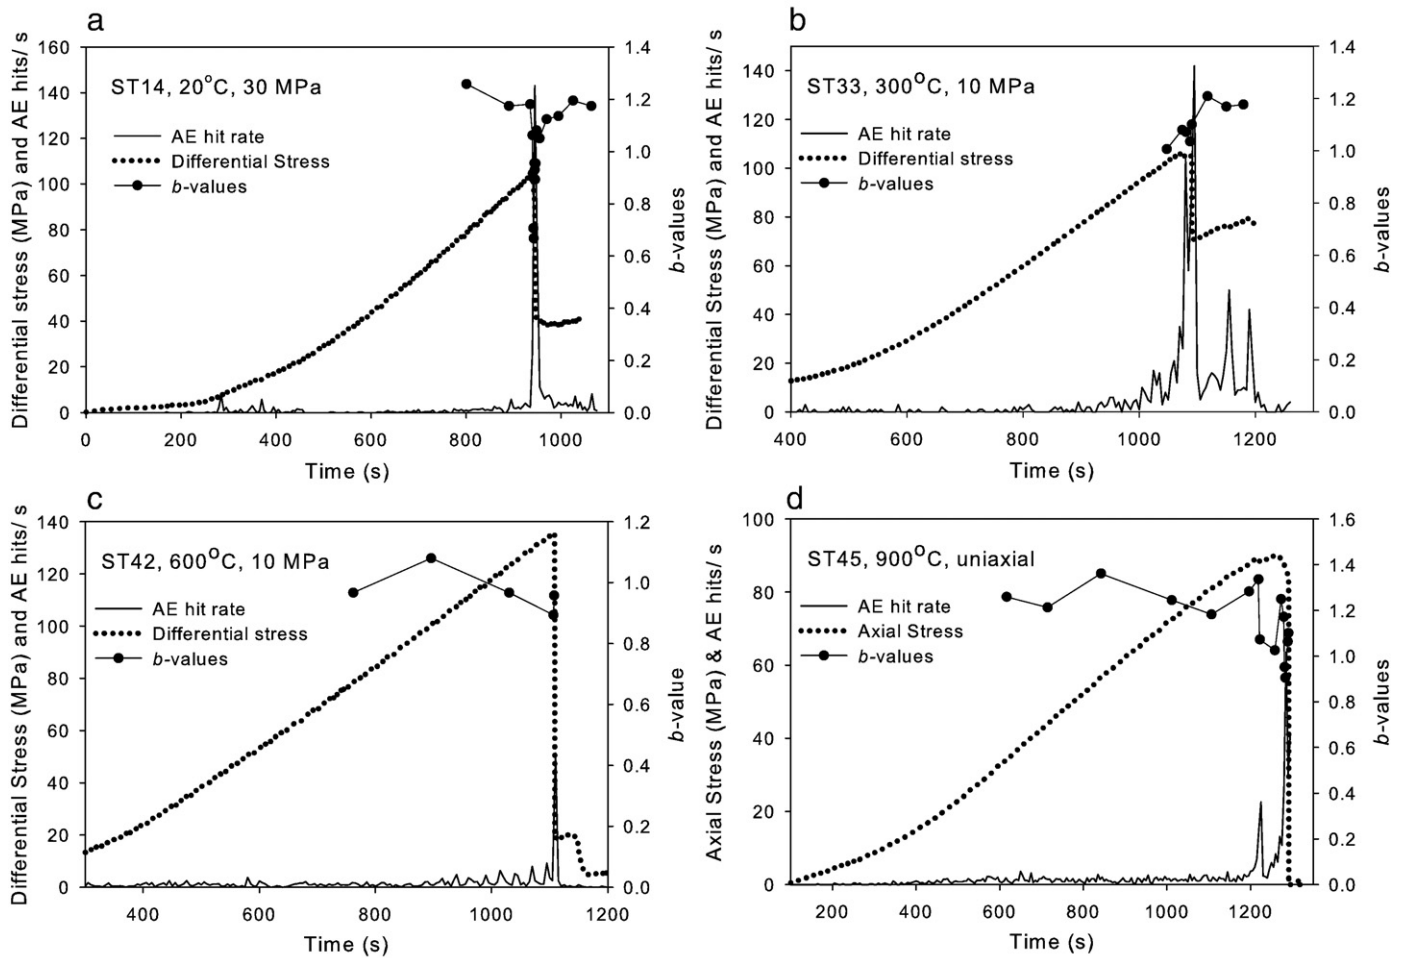 a
ST14, 20°C, 30 MPa
AE hit rate
Differential Stress
b-values
Differential stress (MPa) and AE hits/ s
160
140
120
100
80
60
40
20
0
1.4
1.2
1.0
0.8
0.6
0.4
0.2
0.0
b-values
0 200 400 600 800 1000
Time (s)
b
ST33, 300°C, 10 MPa
AE hit rate
Differential stress
b-values
Differential Stress (MPa) and AE hits/ s
140
120
100
80
60
40
20
0
1.4
1.2
1.0
0.8
0.6
0.4
0.2
0.0
b-values
400 600 800 1000 1200
Time (s)
c
ST42, 600°C, 10 MPa
AE hit rate
Differential stress
b-values
Differential Stress (MPa) and AE hits/ s
140
120
100
80
60
40
20
0
1.2
1.0
0.8
0.6
0.4
0.2
0.0
b-value
400 600 800 1000 1200
Time (s)
d
ST45, 900°C, uniaxial
AE hit rate
Axial Stress
b-values
Axial Stress (MPa) & AE hits/ s
100
80
60
40
20
0
1.6
1.4
1.2
1.0
0.8
0.6
0.4
0.2
0.0
b-values
200 400 600 800 1000 1200
Time (s)